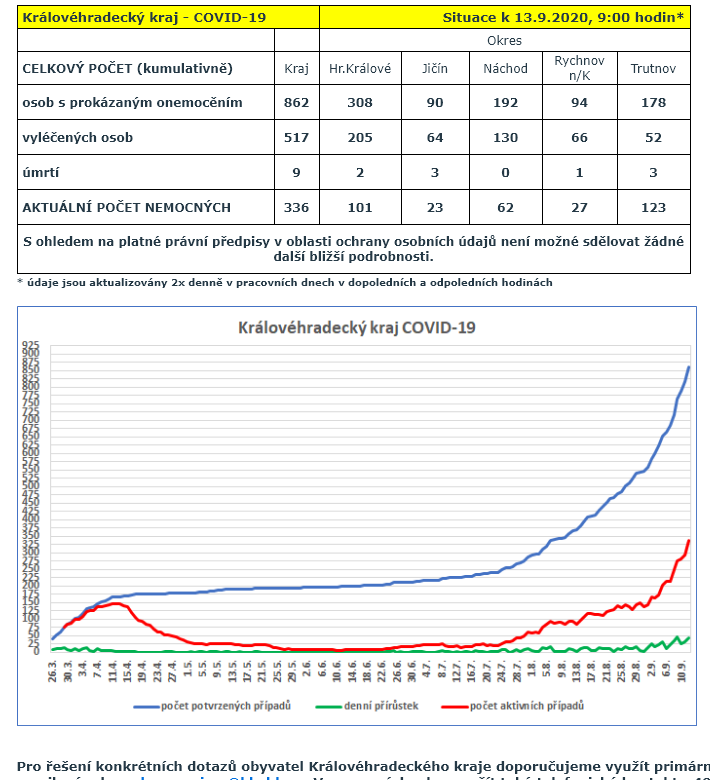 Královéhradecký kraj - COVID-19 Situace k 13.9.2020, 9:00 hodin*
Okres
CELKOVÝ POČET (kumulativně) Kraj Hr.Králové Jičín Náchod Rychnov n/K Trutnov
osob s prokázaným onemocěním 862 308 90 192 94 178
vyléčených osob 517 205 64 130 66 52
úmrtí 9 2 3 0 1 3
AKTUÁLNÍ POČET NEMOCNÝCH 336 101 23 62 27 123
S ohledem na platné právní předpisy v oblasti ochrany osobních údajů není možné sdělovat žádné
další bližší podrobnosti.
* údaje jsou aktualizovány 2x denně v pracovních dnech v dopoledních a odpoledních hodinách
Královéhradecký kraj COVID-19
925
900
875
850
825
800
775
750
725
700
675
650
625
600
575
550
525
500
475
450
425
400
375
350
325
300
275
250
225
200
175
150
125
100
75
50
25
0
26.3. 30.3. 3.4. 7.4. 11.4. 15.4. 19.4. 23.4. 27.4. 1.5. 5.5. 9.5. 13.5. 17.5. 21.5. 25.5. 29.5. 2.6. 6.6. 10.6. 14.6. 18.6. 22.6. 26.6. 30.6. 4.7. 8.7. 12.7. 16.7. 20.7. 24.7. 28.7. 1.8. 5.8. 9.8. 13.8. 17.8. 21.8. 25.8. 29.8. 2.9. 6.9. 10.9.
počet potvrzených případů denní přírůstek počet aktivních případů
Pro řešení konkrétních dotazů obyvatel Královéhradeckého kraje doporučujeme využít primárn